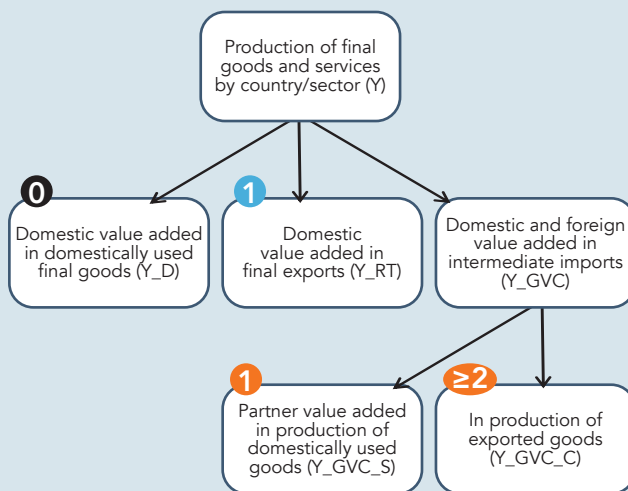 Production of final
goods and services
by country/sector (Y)
0
Domestic value added
in domestically used
final goods (Y_D)
1
Domestic
value added in
final exports (Y_RT)
Domestic and foreign
value added in
intermediate imports
(Y_GVC)
1
Partner value added
in production of
domestically used
goods (Y_GVC_S)
≥2
In production of
exported goods
(Y_GVC_C)